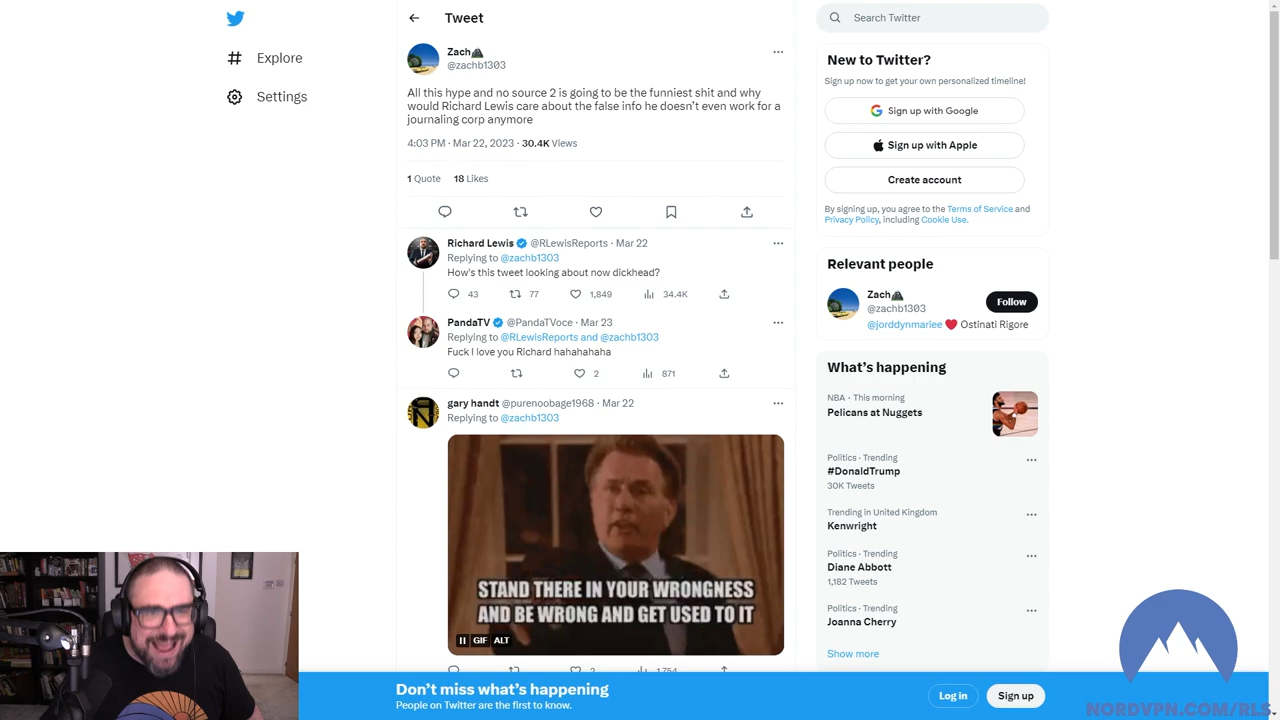 Explore
Settings
Tweet
Zach
@zachb1303
All this hype and no source 2 is going to be the funniest shit and why
would Richard Lewis care about the false info he doesn't even work for a
journaling corp anymore
4:03 PM · Mar 22, 2023 · 30.4K Views
1 Quote 18 Likes
Richard Lewis @RLewisReports · Mar 22
Replying to @zachb1303
How's this tweet looking about now dickhead?
43 77 1,849 34.4K
PandaTV @PandaTVoce · Mar 23
Replying to @RLewisReports and @zachb1303
Fuck I love you Richard hahahahaha
2 871
gary handt @purenoobage1968 · Mar 22
Replying to @zachb1303
STAND THERE IN YOUR WRONGNESS
AND BE WRONG AND GET USED TO IT
GIF ALT
2 1,754
Search Twitter
New to Twitter?
Sign up now to get your own personalized timeline!
Sign up with Google
Sign up with Apple
Create account
By signing up, you agree to the Terms of Service and
Privacy Policy, including Cookie Use.
Relevant people
Zach
@zachb1303
Follow
@jorddynmariee ❤️ Ostinati Rigore
What's happening
NBA · This morning
Pelicans at Nuggets
Politics · Trending
#DonaldTrump
30K Tweets
Trending in United Kingdom
Kenwright
Politics · Trending
Diane Abbott
1,182 Tweets
Politics · Trending
Joanna Cherry
Show more
Don't miss what's happening
People on Twitter are the first to know.
Log in
Sign up
NORDVPN.COM/RLS